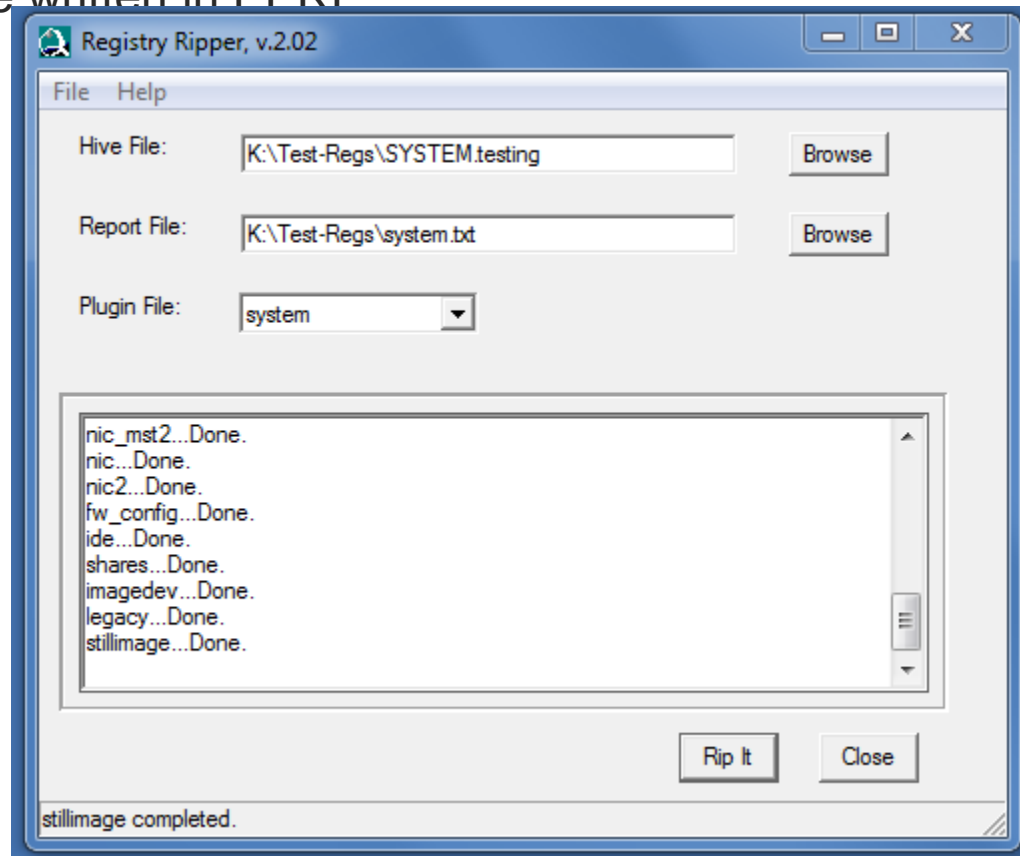 Registry Ripper, v.2.02
File Help
Hive File: K:\Test-Regs\SYSTEM.testing Browse
Report File: K:\Test-Regs\system.txt Browse
Plugin File: system
nic_mst2...Done.
nic...Done.
nic2...Done.
fw_config...Done.
ide...Done.
shares...Done.
imagedev...Done.
legacy...Done.
stillimage...Done.
Rip It Close
stillimage completed.